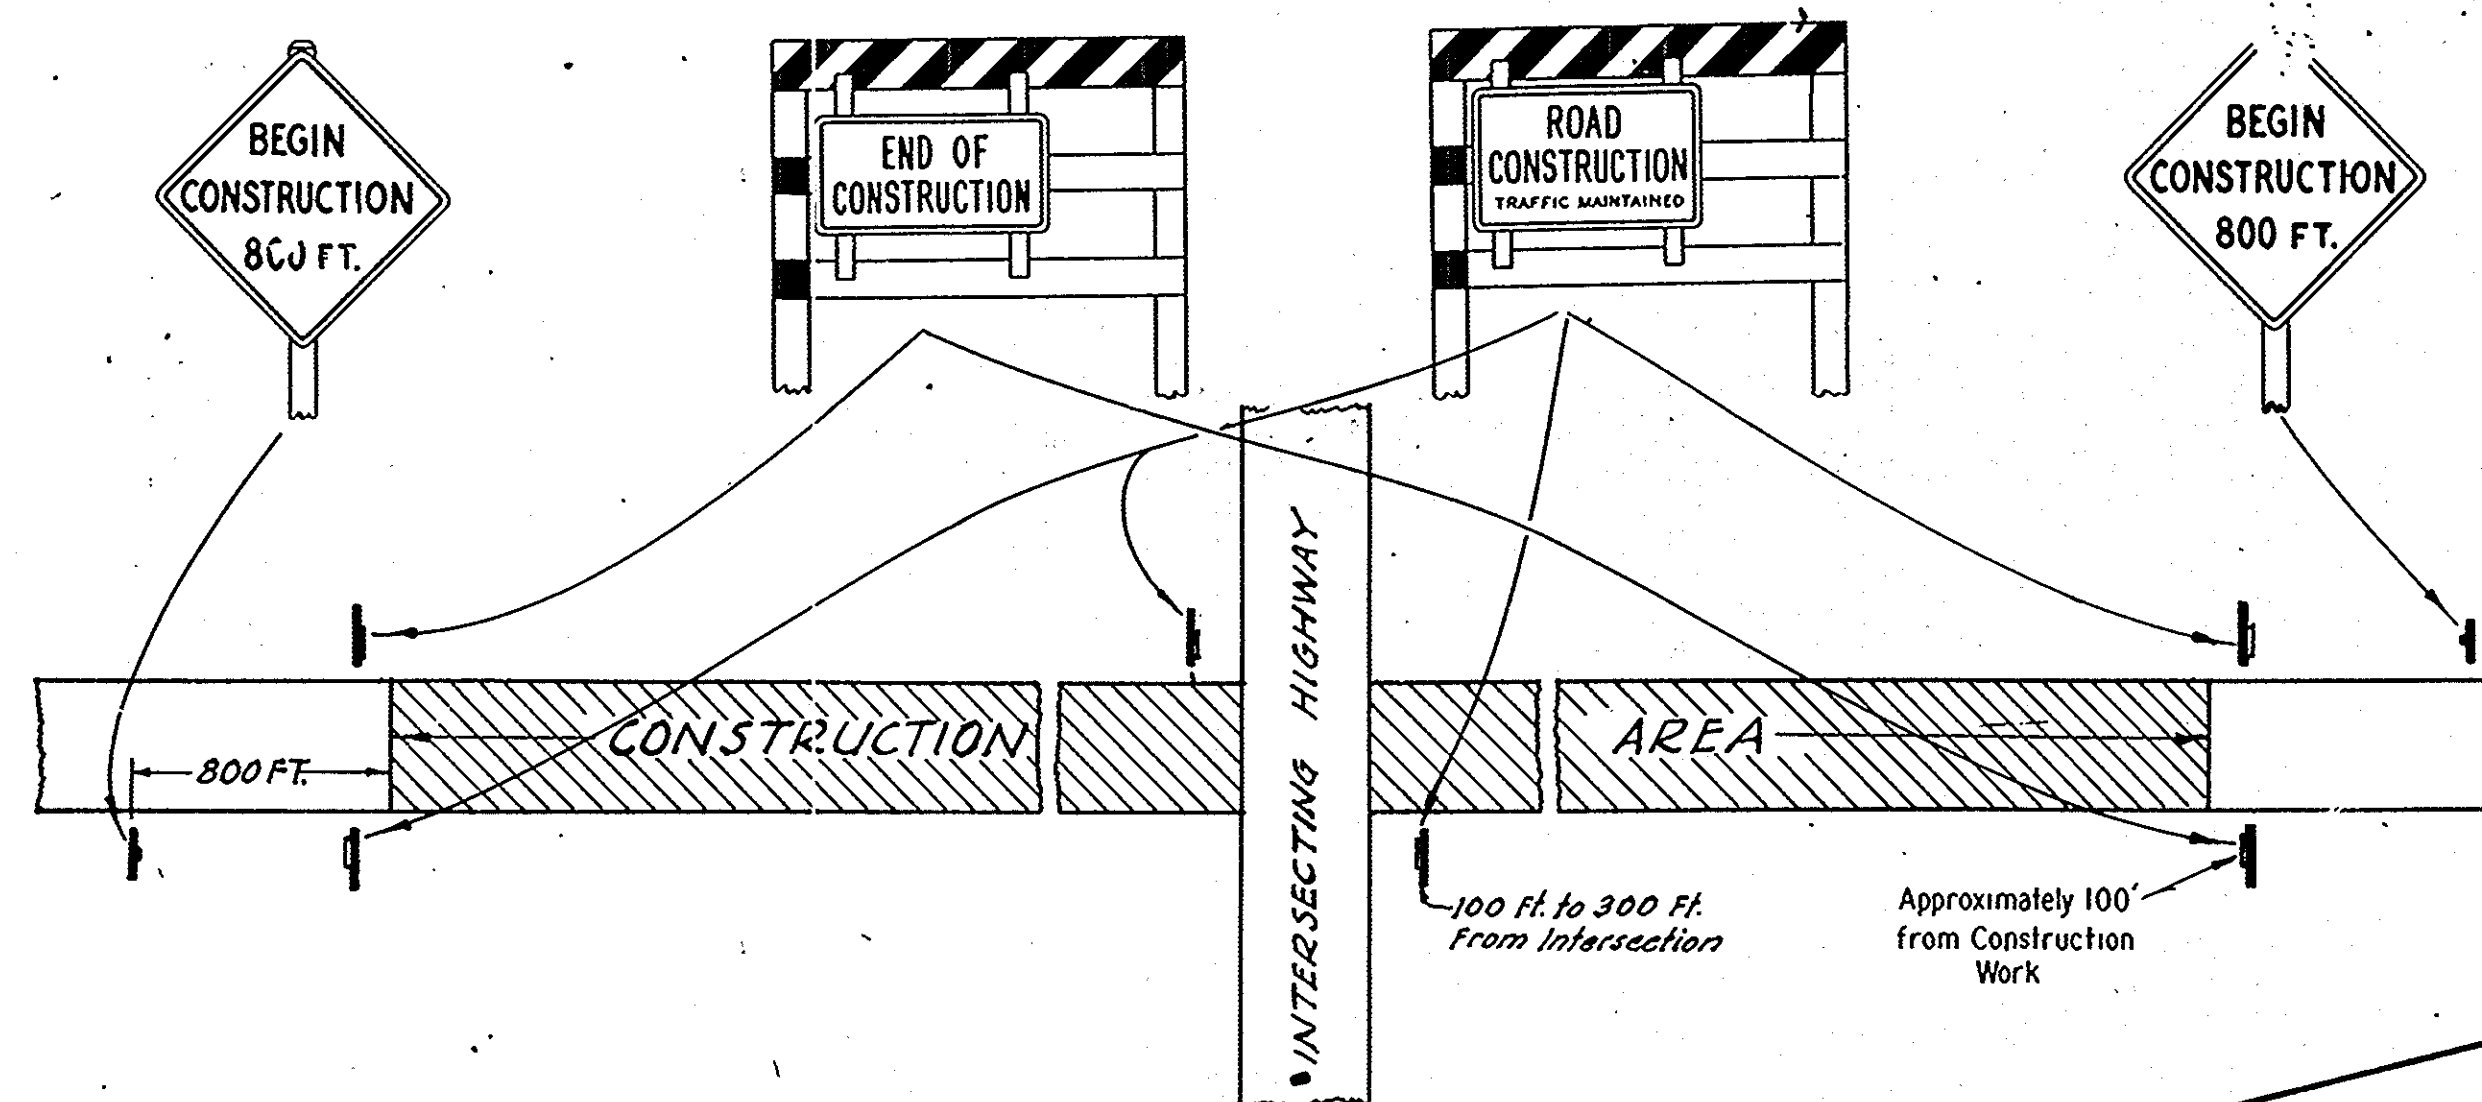 BEGIN
CONSTRUCTION
800 FT.
END OF
CONSTRUCTION
ROAD
CONSTRUCTION
TRAFFIC MAINTAINED
BEGIN
CONSTRUCTION
800 FT.
INTERSECTING HIGHWAY
CONSTRUCTION
AREA
800 FT.
100 Ft. to 300 Ft.
From Intersection
Approximately 100'
from Construction
Work